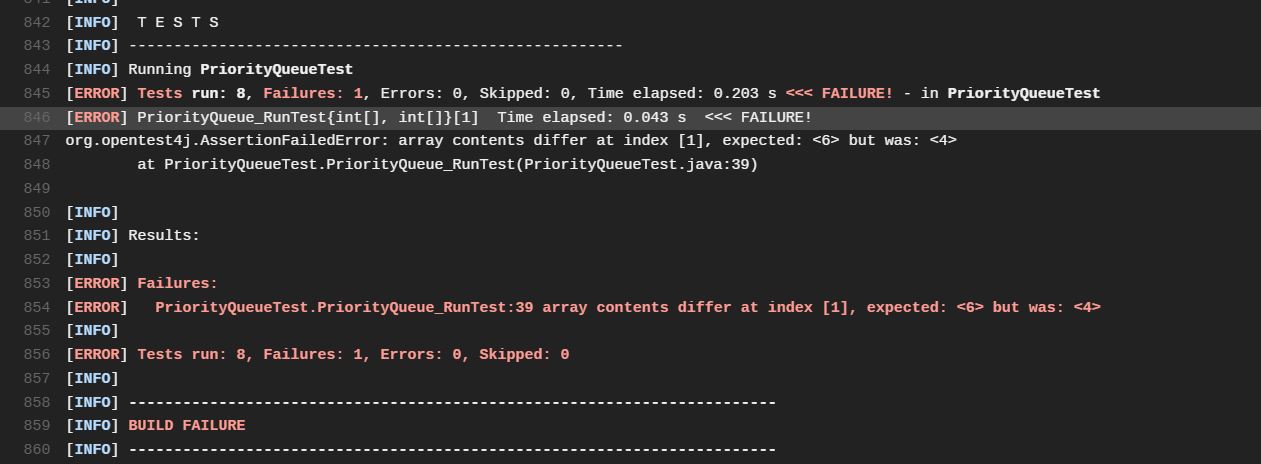 841 [INFO]
842 [INFO]  T E S T S
843 [INFO] -------------------------------------------------------
844 [INFO] Running PriorityQueueTest
845 [ERROR] Tests run: 8, Failures: 1, Errors: 0, Skipped: 0, Time elapsed: 0.203 s <<< FAILURE! - in PriorityQueueTest
846 [ERROR] PriorityQueue_RunTest{int[], int[]}[1]  Time elapsed: 0.043 s  <<< FAILURE!
847 org.opentest4j.AssertionFailedError: array contents differ at index [1], expected: <6> but was: <4>
848         at PriorityQueueTest.PriorityQueue_RunTest(PriorityQueueTest.java:39)
849
850 [INFO]
851 [INFO] Results:
852 [INFO]
853 [ERROR] Failures:
854 [ERROR]   PriorityQueueTest.PriorityQueue_RunTest:39 array contents differ at index [1], expected: <6> but was: <4>
855 [INFO]
856 [ERROR] Tests run: 8, Failures: 1, Errors: 0, Skipped: 0
857 [INFO]
858 [INFO] ------------------------------------------------------------------------
859 [INFO] BUILD FAILURE
860 [INFO] ------------------------------------------------------------------------